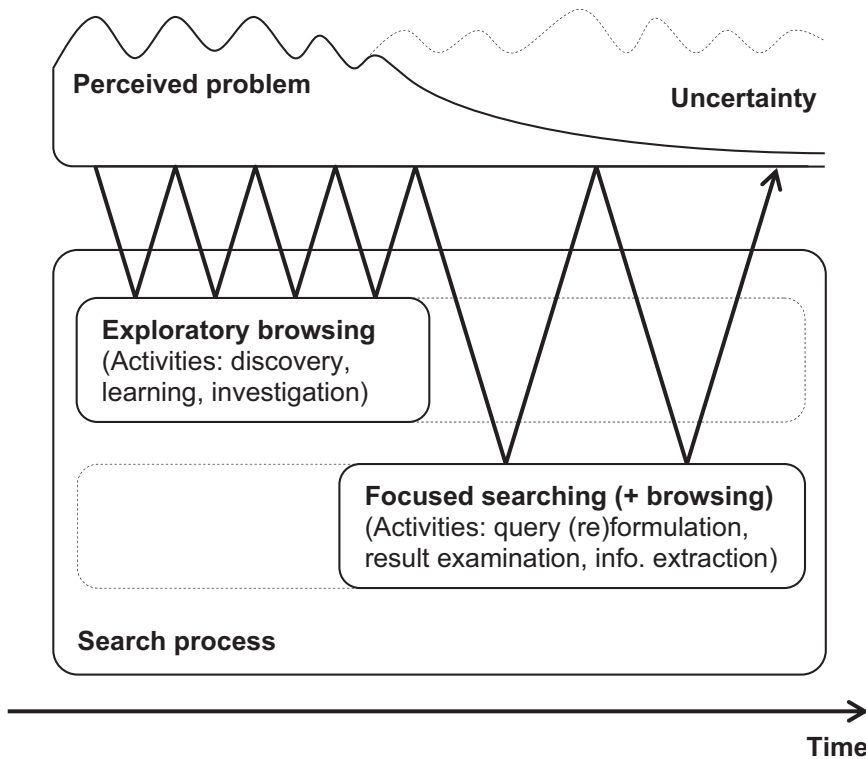 Perceived problem
Uncertainty
Exploratory browsing
(Activities: discovery,
learning, investigation)
Focused searching (+ browsing)
(Activities: query (re)formulation,
result examination, info. extraction)
Search process
Time